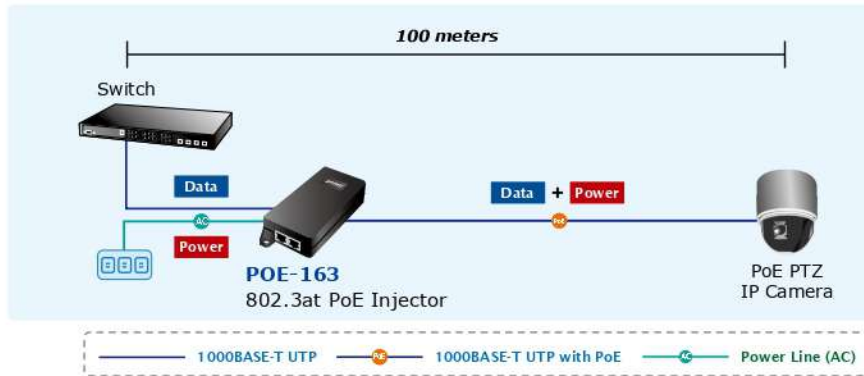 100 meters
Switch
Data
Data + Power
AC
PoE
Power
POE-163
802.3at PoE Injector
PoE PTZ
IP Camera
1000BASE-T UTP
PoE
1000BASE-T UTP with PoE
AC
Power Line (AC)